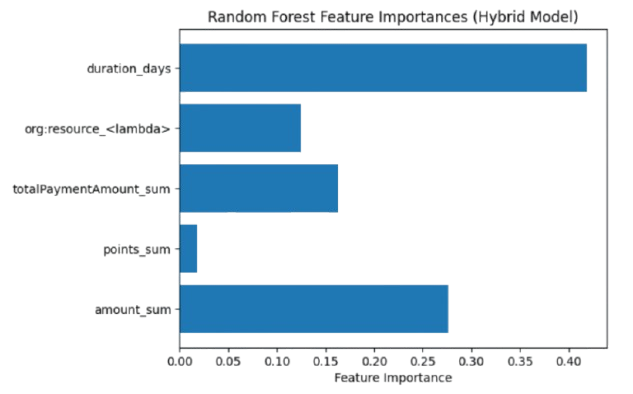 Random Forest Feature Importances (Hybrid Model)
duration_days
org:resource_<lambda>
totalPaymentAmount_sum
points_sum
amount_sum
0.00 0.05 0.10 0.15 0.20 0.25 0.30 0.35 0.40
Feature Importance